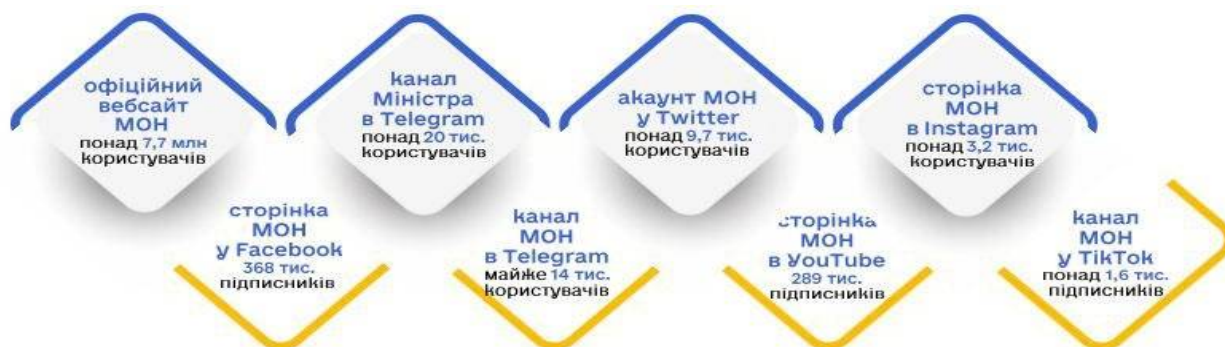 офіційний
вебсайт
МОН
понад 7,7 млн
користувачів
канал
Міністра
в Telegram
понад 20 тис.
користувачів
акаунт МОН
у Twitter
понад 9,7 тис.
користувачів
сторінка
МОН
в Instagram
понад 3,2 тис.
користувачів
сторінка
МОН
у Facebook
368 тис.
підписників
канал
МОН
в Telegram
майже 14 тис.
користувачів
сторінка
МОН
в YouTube
289 тис.
підписників
канал
МОН
у TikTok
понад 1,6 тис.
підписників